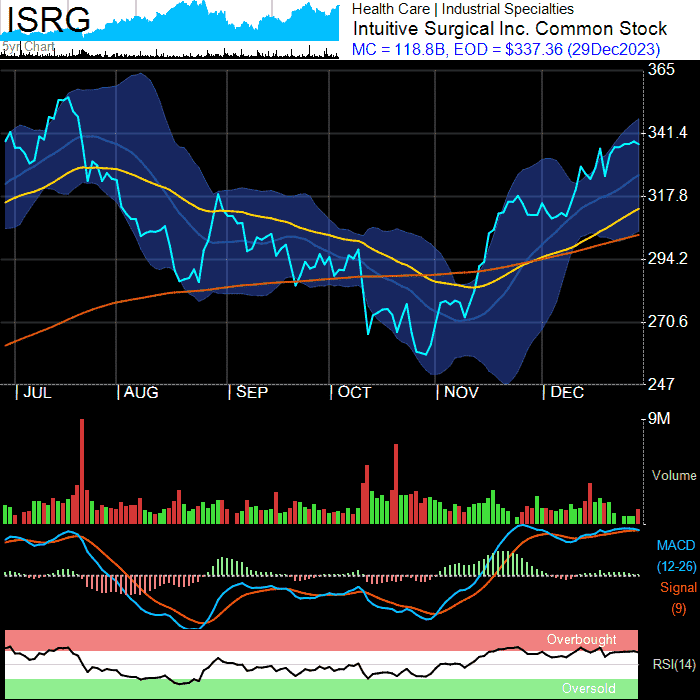 ISRG
5yr Chart
Health Care | Industrial Specialties
Intuitive Surgical Inc. Common Stock
MC = 118.8B, EOD = $337.36 (29Dec2023)
365
341.4
317.8
294.2
270.6
247
| JUL | AUG | SEP | OCT | NOV | DEC
9M
Volume
MACD
(12-26)
Signal
(9)
Overbought
RSI(14)
Oversold